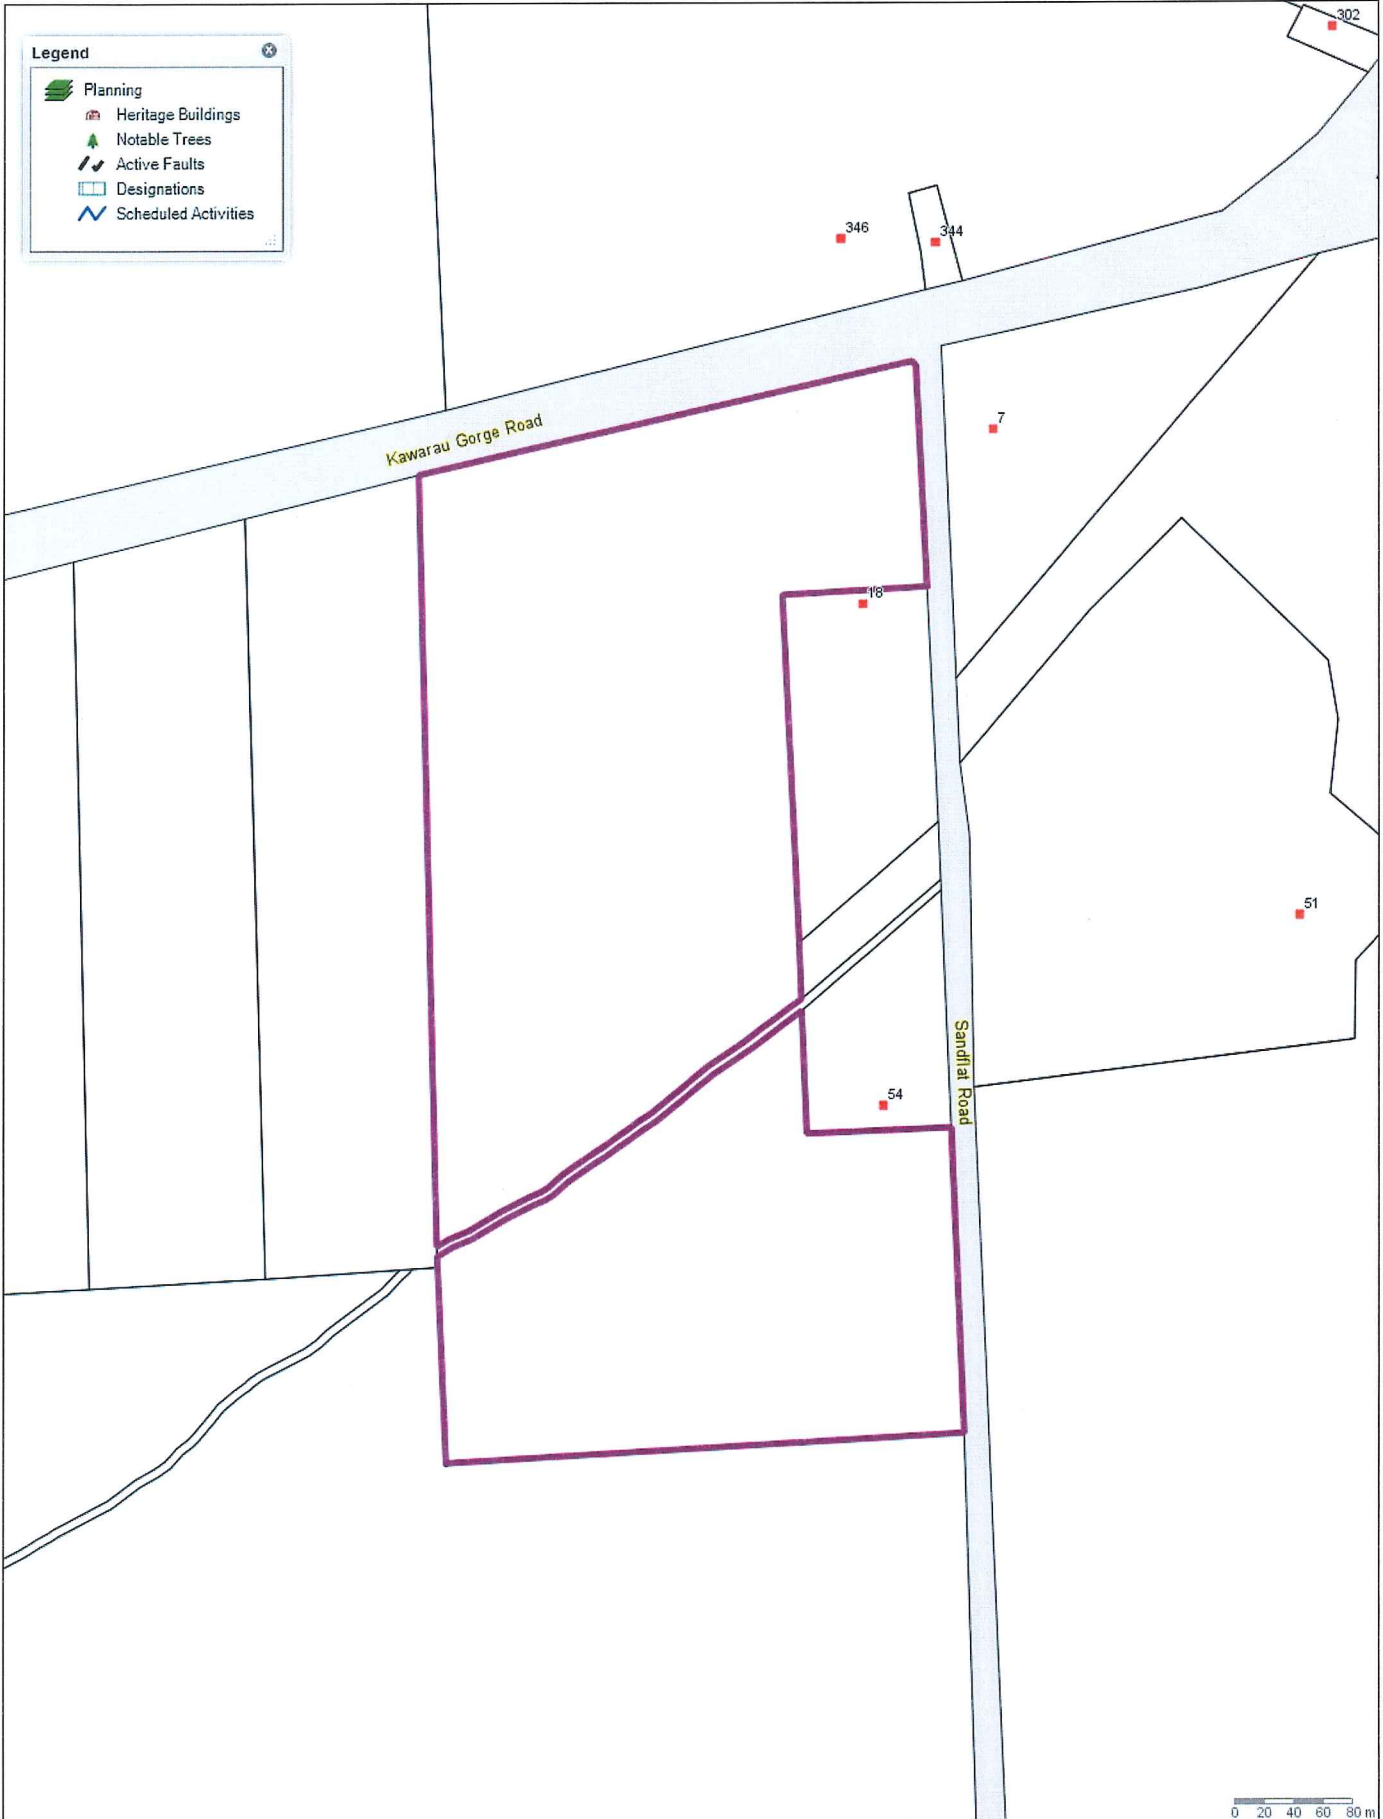 Legend
Planning
Heritage Buildings
Notable Trees
Active Faults
Designations
Scheduled Activities
302
346
344
Kawarau Gorge Road
7
18
51
Sandflat Road
54
0 20 40 60 80 m